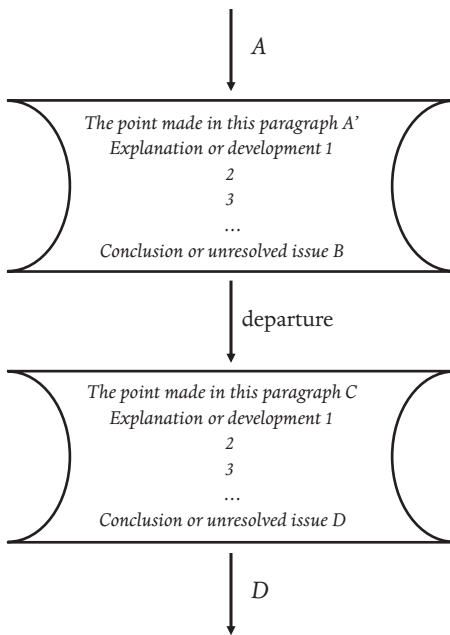 A
The point made in this paragraph A’
Explanation or development 1
2
3
...
Conclusion or unresolved issue B
departure
The point made in this paragraph C
Explanation or development 1
2
3
...
Conclusion or unresolved issue D
D